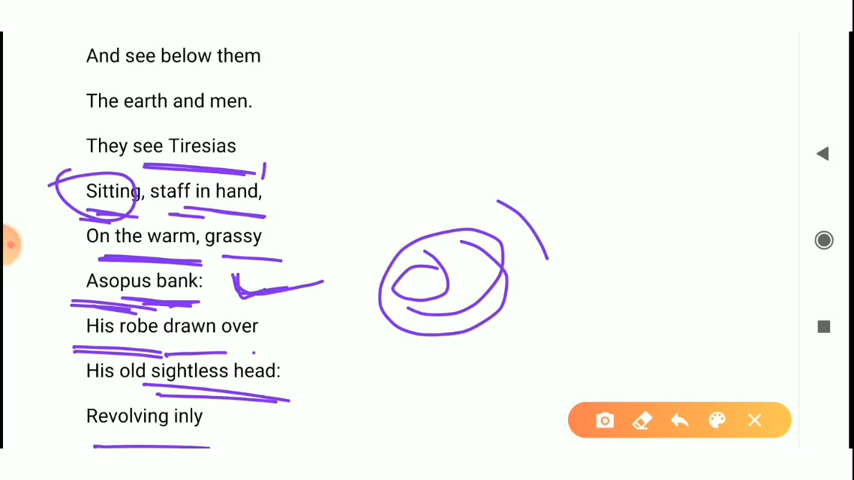 And see below them
The earth and men.
They see Tiresias
Sitting, staff in hand,
On the warm, grassy
Asopus bank:
His robe drawn over
His old sightless head:
Revolving inly